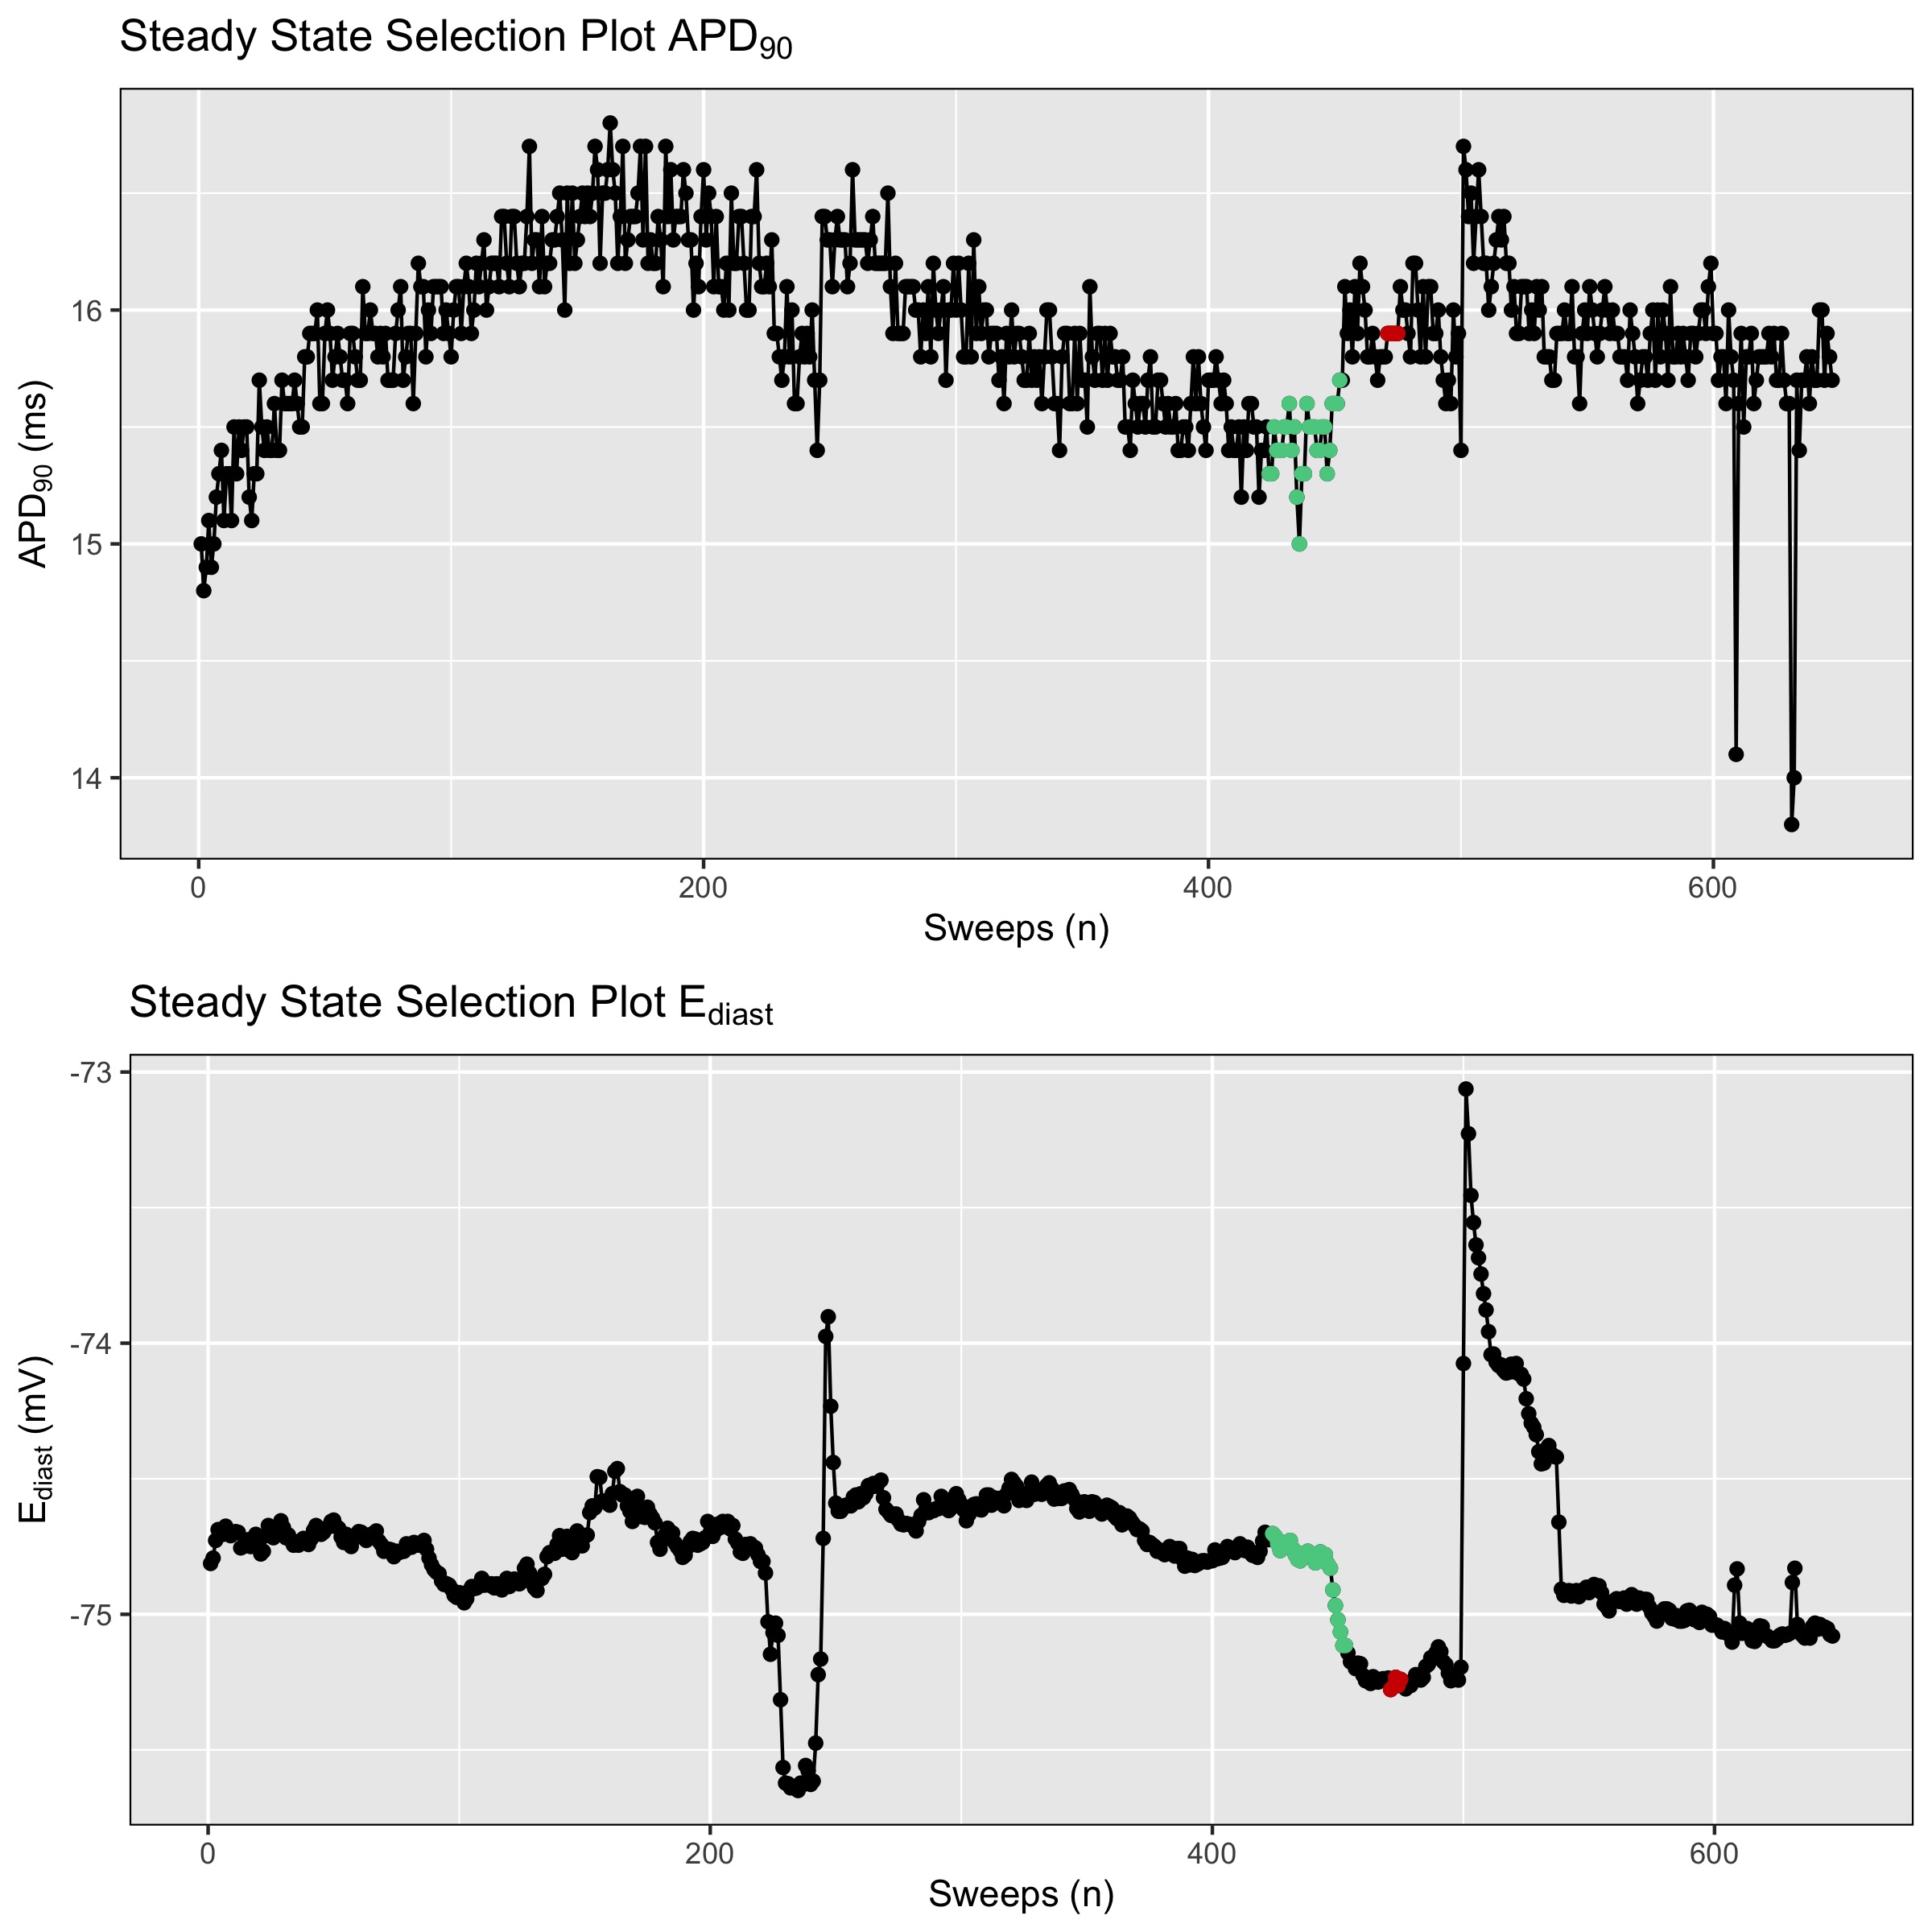 Steady State Selection Plot APD90
APD90 (ms)
16
15
14
0 200 400 600
Sweeps (n)
Steady State Selection Plot Ediast
Ediast (mV)
-73
-74
-75
0 200 400 600
Sweeps (n)